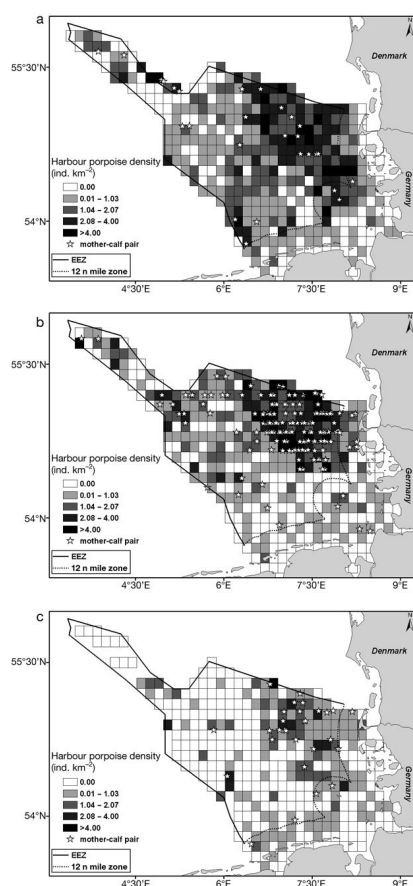 a
N
Denmark
55°30'N
Germany
Harbour porpoise density
(ind. km⁻²)
0.00
0.01 – 1.03
1.04 – 2.07
2.08 – 4.00
>4.00
mother-calf pair
54°N
EEZ
12 n mile zone
4°30'E 6°E 7°30'E 9°E
b
N
Denmark
55°30'N
Germany
Harbour porpoise density
(ind. km⁻²)
0.00
0.01 – 1.03
1.04 – 2.07
2.08 – 4.00
>4.00
mother-calf pair
54°N
EEZ
12 n mile zone
4°30'E 6°E 7°30'E 9°E
c
N
Denmark
55°30'N
Germany
Harbour porpoise density
(ind. km⁻²)
0.00
0.01 – 1.03
1.04 – 2.07
2.08 – 4.00
>4.00
mother-calf pair
54°N
EEZ
12 n mile zone
4°30'E 6°E 7°30'E 9°E